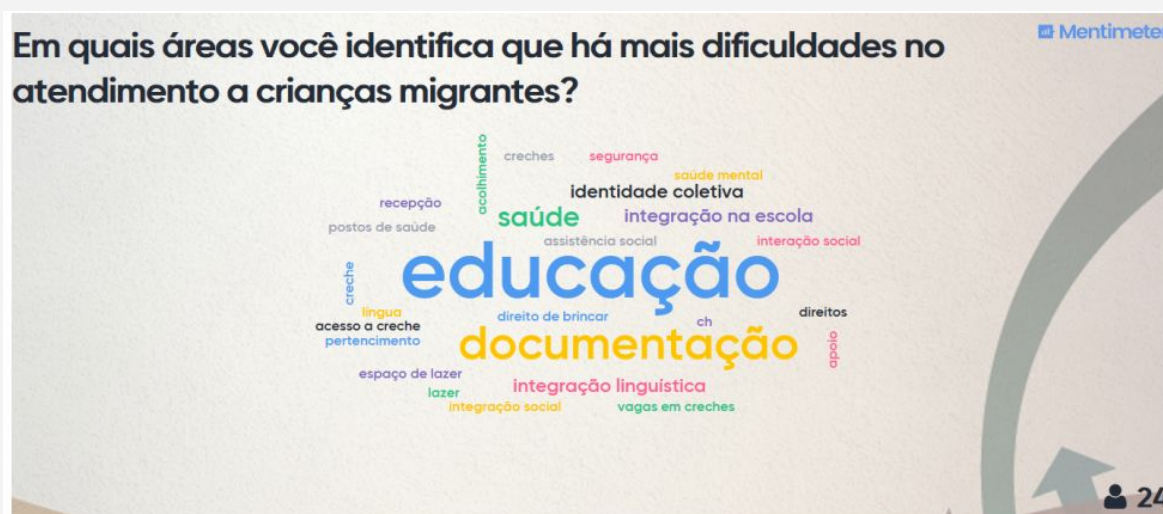 Em quais áreas você identifica que há mais dificuldades no
atendimento a crianças migrantes?
Mentimeter
acolhimento
creches
segurança
saúde mental
identidade coletiva
recepção
saúde
integração na escola
postos de saúde
assistência social
interação social
educação
creche
lingua
direito de brincar
ch
direitos
acesso a creche
pertencimento
documentação
apoio
espaço de lazer
lazer
integração linguística
integração social
vagas em creches
24